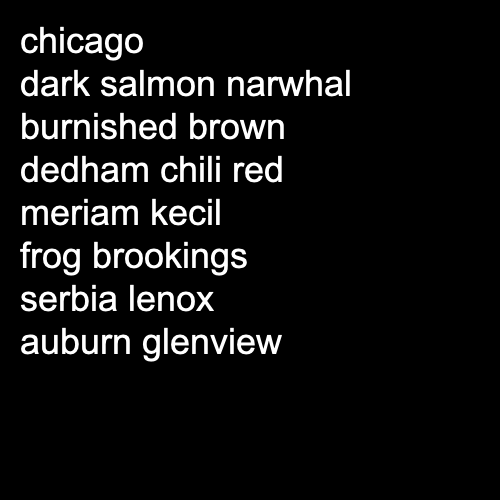 chicago
dark salmon narwhal
burnished brown
dedham chili red
meriam kecil
frog brookings
serbia lenox
auburn glenview